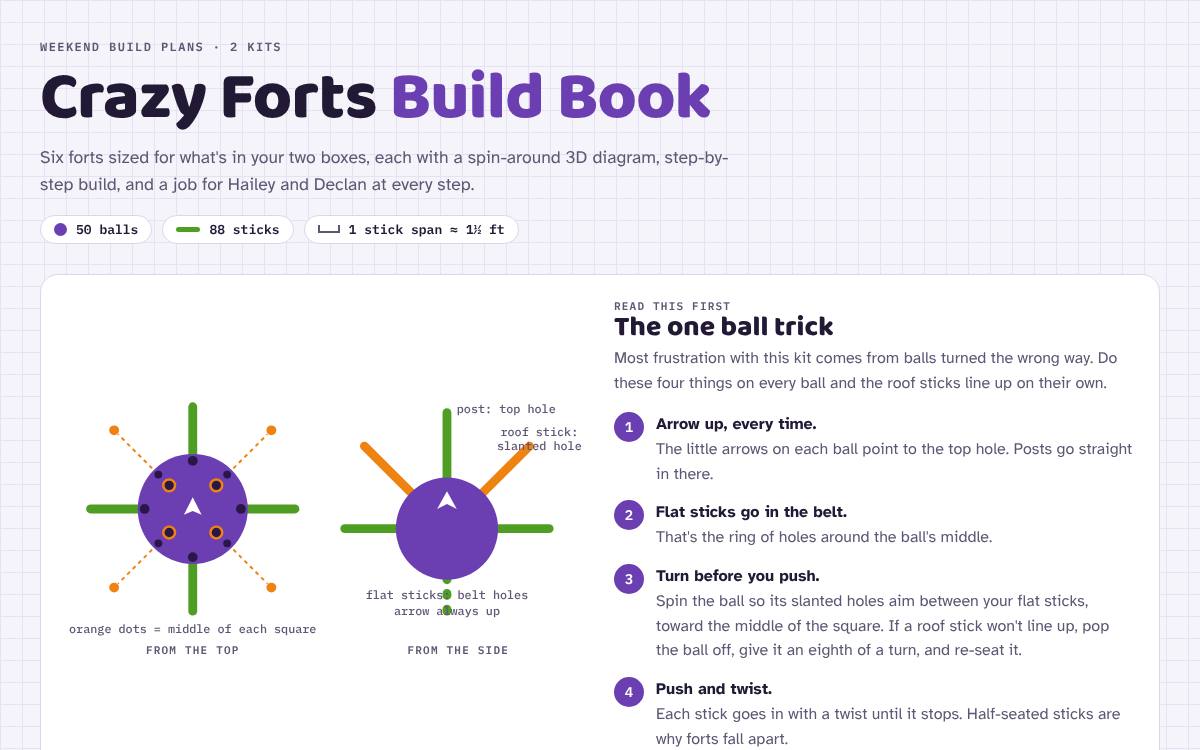 WEEKEND BUILD PLANS · 2 KITS
Crazy Forts Build Book
Six forts sized for what's in your two boxes, each with a spin-around 3D diagram, step-by-
step build, and a job for Hailey and Declan at every step.
50 balls
88 sticks
1 stick span ≈ 1½ ft
post: top hole
roof stick:
slanted hole
flat sticks: belt holes
arrow always up
orange dots = middle of each square
FROM THE TOP
FROM THE SIDE
READ THIS FIRST
The one ball trick
Most frustration with this kit comes from balls turned the wrong way. Do
these four things on every ball and the roof sticks line up on their own.
1 Arrow up, every time.
The little arrows on each ball point to the top hole. Posts go straight
in there.
2 Flat sticks go in the belt.
That's the ring of holes around the ball's middle.
3 Turn before you push.
Spin the ball so its slanted holes aim between your flat sticks,
toward the middle of the square. If a roof stick won't line up, pop
the ball off, give it an eighth of a turn, and re-seat it.
4 Push and twist.
Each stick goes in with a twist until it stops. Half-seated sticks are
why forts fall apart.